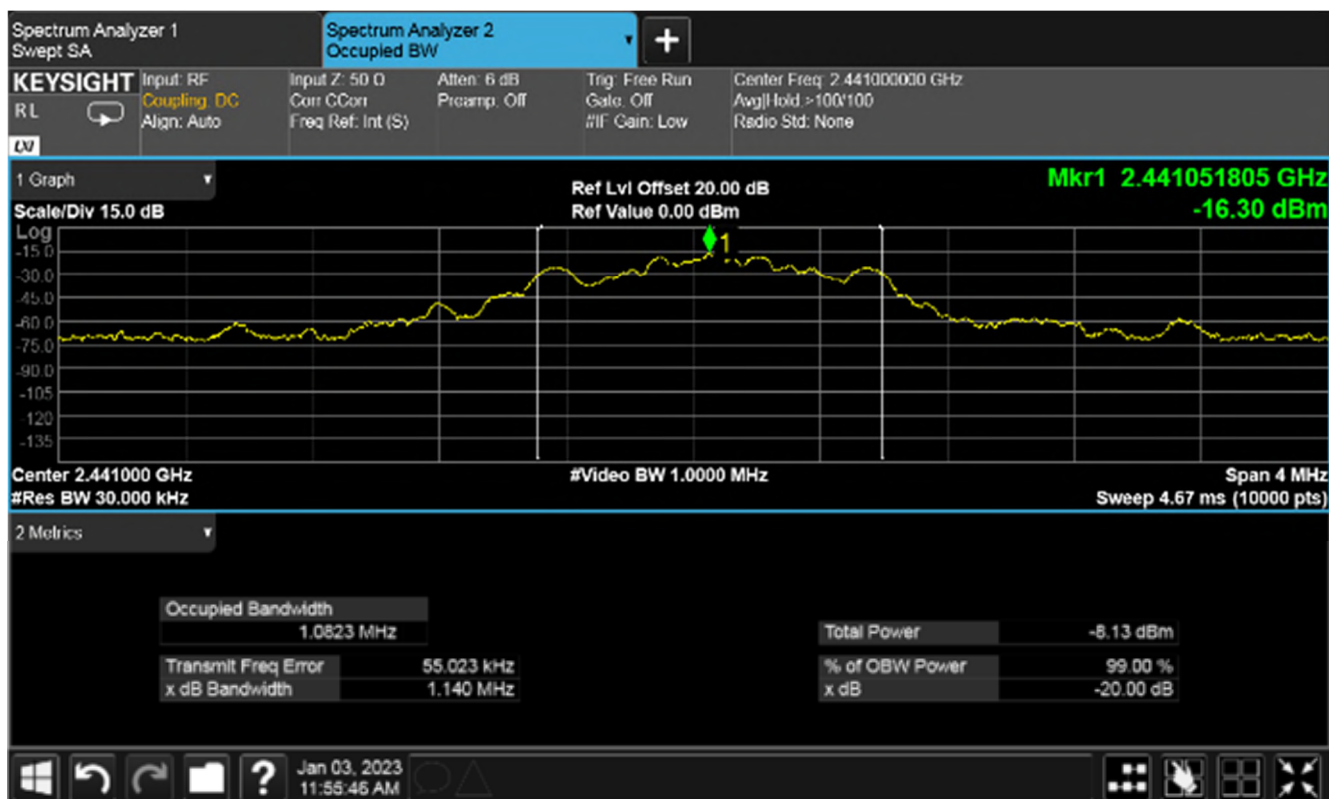 Spectrum Analyzer 1
Swept SA
Spectrum Analyzer 2
Occupied BW
KEYSIGHT
RL
LXI
Input: RF
Coupling: DC
Align: Auto
Input Z: 50 Ω
Corr CCorr
Freq Ref: Int (S)
Atten: 6 dB
Preamp: Off
Trig: Free Run
Gate: Off
#IF Gain: Low
Center Freq: 2.441000000 GHz
Avg|Hold:>100/100
Radio Std: None
1 Graph
Scale/Div 15.0 dB
Ref Lvl Offset 20.00 dB
Ref Value 0.00 dBm
Mkr1 2.441051805 GHz
-16.30 dBm
Log
-15.0
-30.0
-45.0
-60.0
-75.0
-90.0
-105
-120
-135
1
Center 2.441000 GHz
#Res BW 30.000 kHz
#Video BW 1.0000 MHz
Span 4 MHz
Sweep 4.67 ms (10000 pts)
2 Metrics
Occupied Bandwidth
1.0823 MHz
Transmit Freq Error 55.023 kHz
x dB Bandwidth 1.140 MHz
Total Power -8.13 dBm
% of OBW Power 99.00 %
x dB -20.00 dB
?
Jan 03, 2023
11:55:46 AM